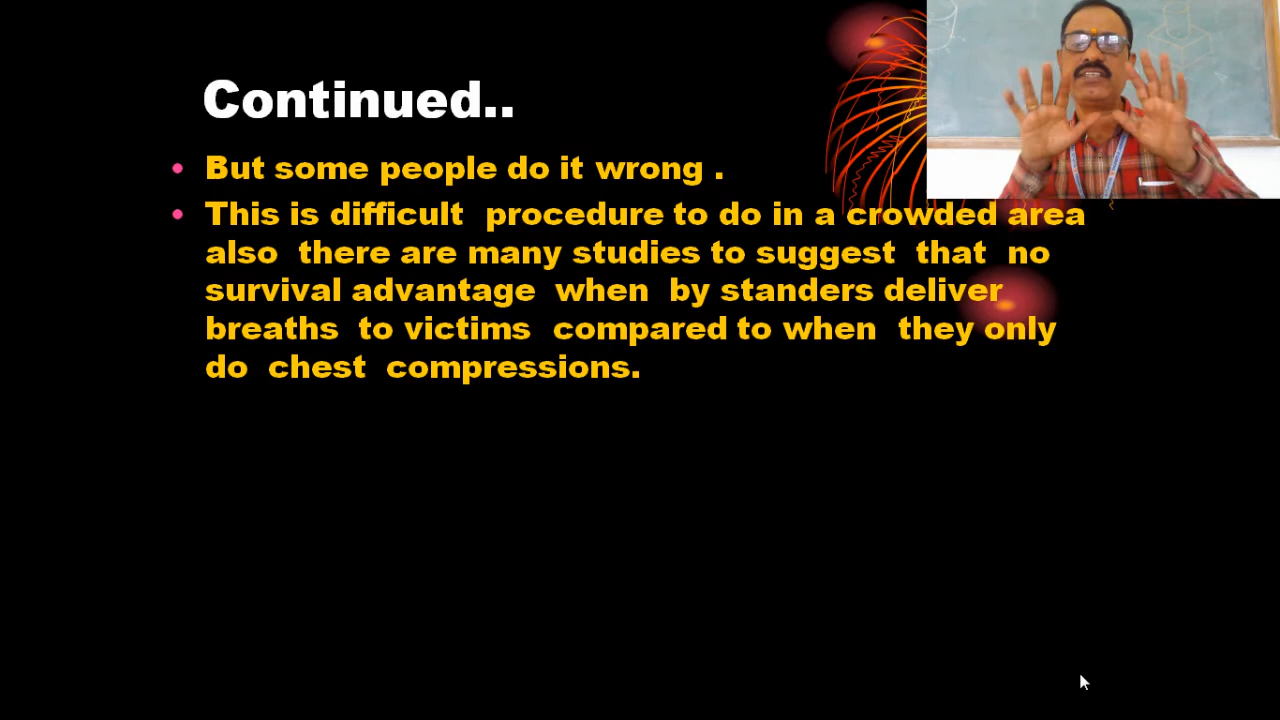 Continued..
But some people do it wrong .
This is difficult procedure to do in a crowded area
also there are many studies to suggest that no
survival advantage when by standers deliver
breaths to victims compared to when they only
do chest compressions.